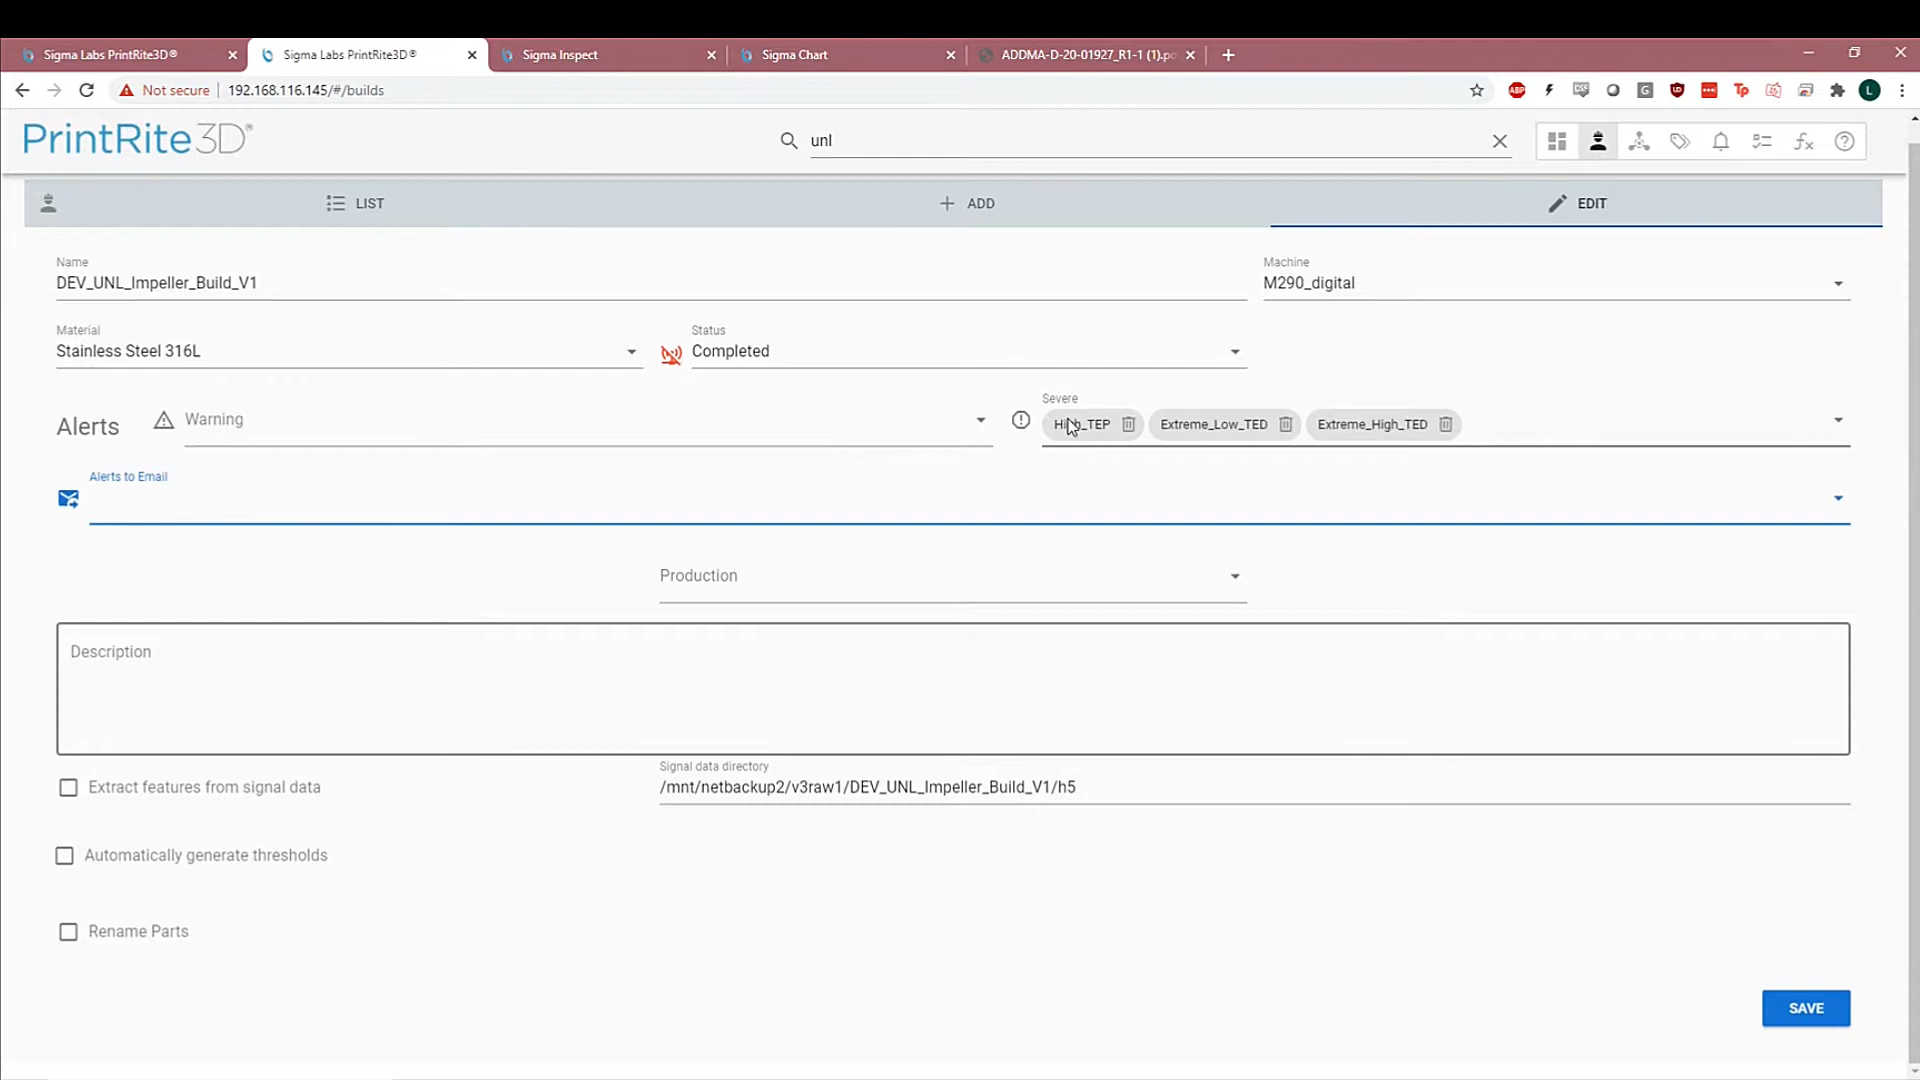 Sigma Labs PrintRite3D®
Sigma Labs PrintRite3D®
Sigma Inspect
Sigma Chart
ADDMA-D-20-01927_R1-1 (1).pd
Not secure
192.168.116.145/#/builds
L
PrintRite3D®
unl
LIST
ADD
EDIT
Name
DEV_UNL_Impeller_Build_V1
Machine
M290_digital
Material
Stainless Steel 316L
Status
Completed
Alerts
Warning
Severe
High_TEP
Extreme_Low_TED
Extreme_High_TED
Alerts to Email
Production
Description
Extract features from signal data
Signal data directory
/mnt/netbackup2/v3raw1/DEV_UNL_Impeller_Build_V1/h5
Automatically generate thresholds
Rename Parts
SAVE